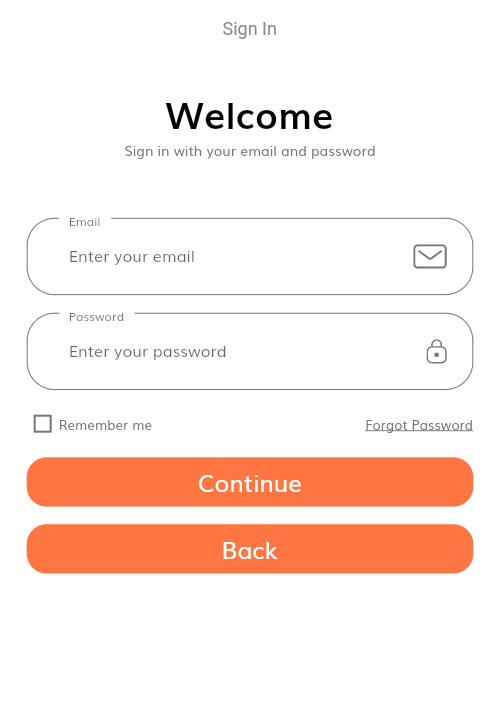 Sign In
Welcome
Sign in with your email and password
Email
Enter your email
Password
Enter your password
Remember me
Forgot Password
Continue
Back